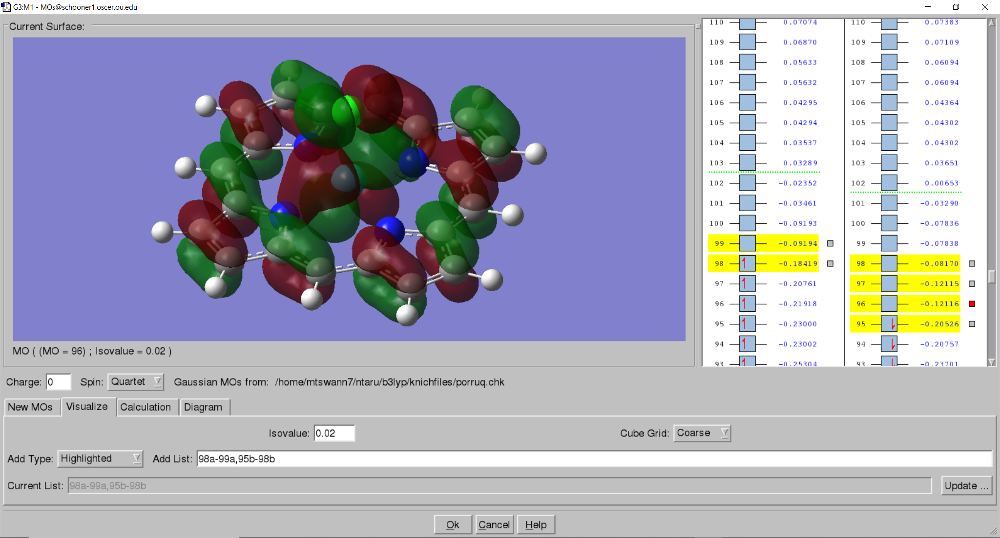 G3:M1 - MOs@schooner1.oscer.ou.edu
Current Surface:
110 0.07074 110 0.07383
109 0.06870 109 0.07109
108 0.05633 108 0.06094
107 0.05632 107 0.06094
106 0.04295 106 0.04364
105 0.04294 105 0.04302
104 0.03537 104 0.04302
103 0.03289 103 0.03651
102 -0.02352 102 0.00653
101 -0.03461 101 -0.03290
100 -0.09193 100 -0.07836
99 -0.09194 99 -0.07838
98 -0.18419 98 -0.08170
97 -0.20761 97 -0.12115
96 -0.21918 96 -0.12116
95 -0.23000 95 -0.20526
94 -0.23002 94 -0.20757
93 -0.25304 93 -0.23701
MO ( (MO = 96) ; Isovalue = 0.02 )
Charge: 0 Spin: Quartet Gaussian MOs from: /home/mtswann7/ntaru/b3lyp/knichfiles/porruq.chk
New MOs Visualize Calculation Diagram
Isovalue: 0.02 Cube Grid: Coarse
Add Type: Highlighted Add List: 98a-99a,95b-98b
Current List: 98a-99a,95b-98b Update ...
Ok Cancel Help